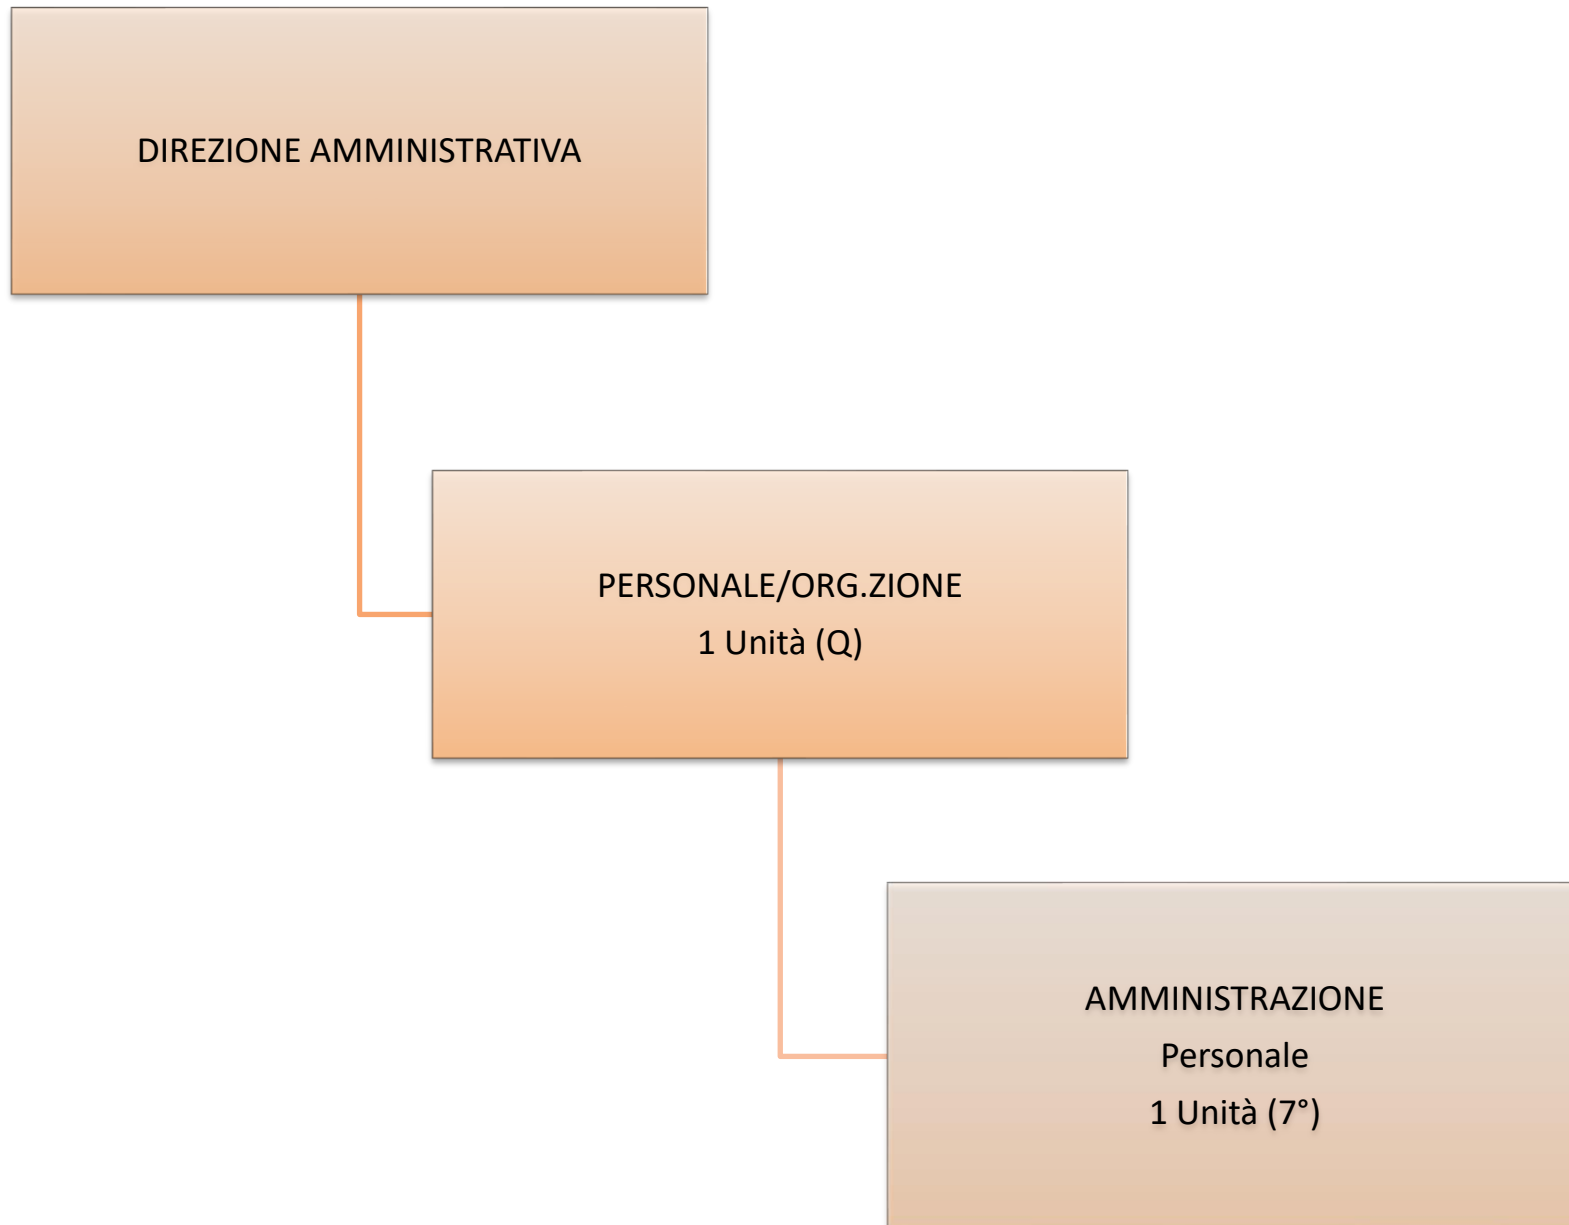 DIREZIONE AMMINISTRATIVA
PERSONALE/ORG.ZIONE
1 Unità (Q)
AMMINISTRAZIONE
Personale
1 Unità (7°)